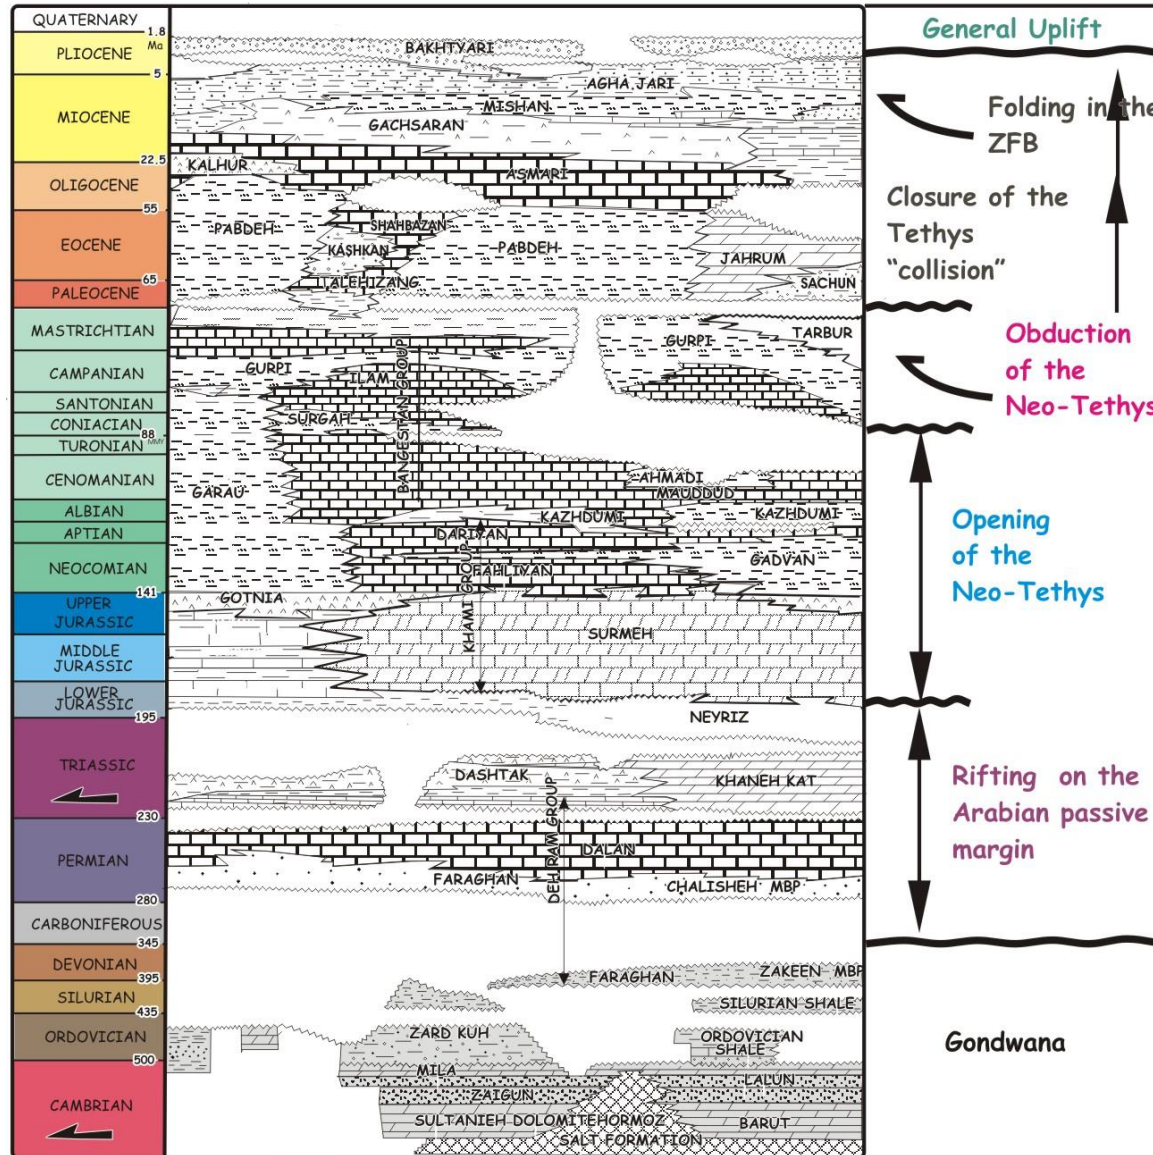 QUATERNARY
1.8
Ma
PLIOCENE
5
MIOCENE
22.5
OLIGOCENE
55
EOCENE
65
PALEOCENE
MASTRICHTIAN
CAMPANIAN
SANTONIAN
CONIACIAN
88
MMY
TURONIAN
CENOMANIAN
ALBIAN
APTIAN
NEOCOMIAN
141
UPPER
JURASSIC
MIDDLE
JURASSIC
LOWER
JURASSIC
195
TRIASSIC
230
PERMIAN
280
CARBONIFEROUS
345
DEVONIAN
395
SILURIAN
435
ORDOVICIAN
500
CAMBRIAN
BAKHTYARI
AGHA JARI
MISHAN
GACHSARAN
KALHUR
ASMARI
PABDEH
SHAHBAZAN
KASHKAN
PABDEH
JAHRUM
TALEHIZANG
SACHUN
GURPI
TARBUR
GURPI
ILAM
BANGESTAN GROUP
SURGAH
AHMADI
MAUDDUD
GARAU
KAZHDUMI
KAZHDUMI
DARIYAN
GADVAN
FAHLIYAN
KHAMI GROUP
GOTNIA
SURMEH
NEYRIZ
DASHTAK
KHANEH KAT
DEH RAM GROUP
DALAN
FARAGHAN
CHALISHEH MBP
FARAGHAN
ZAKEEN MBP
SILURIAN SHALE
ZARD KUH
ORDOVICIAN
SHALE
MILA
LALUN
ZAIGUN
SULTANIEH DOLOMITE
HORMOZ
SALT FORMATION
BARUT
General Uplift
Folding in the
ZFB
Closure of the
Tethys
"collision"
Obduction
of the
Neo-Tethys
Opening
of the
Neo-Tethys
Rifting on the
Arabian passive
margin
Gondwana